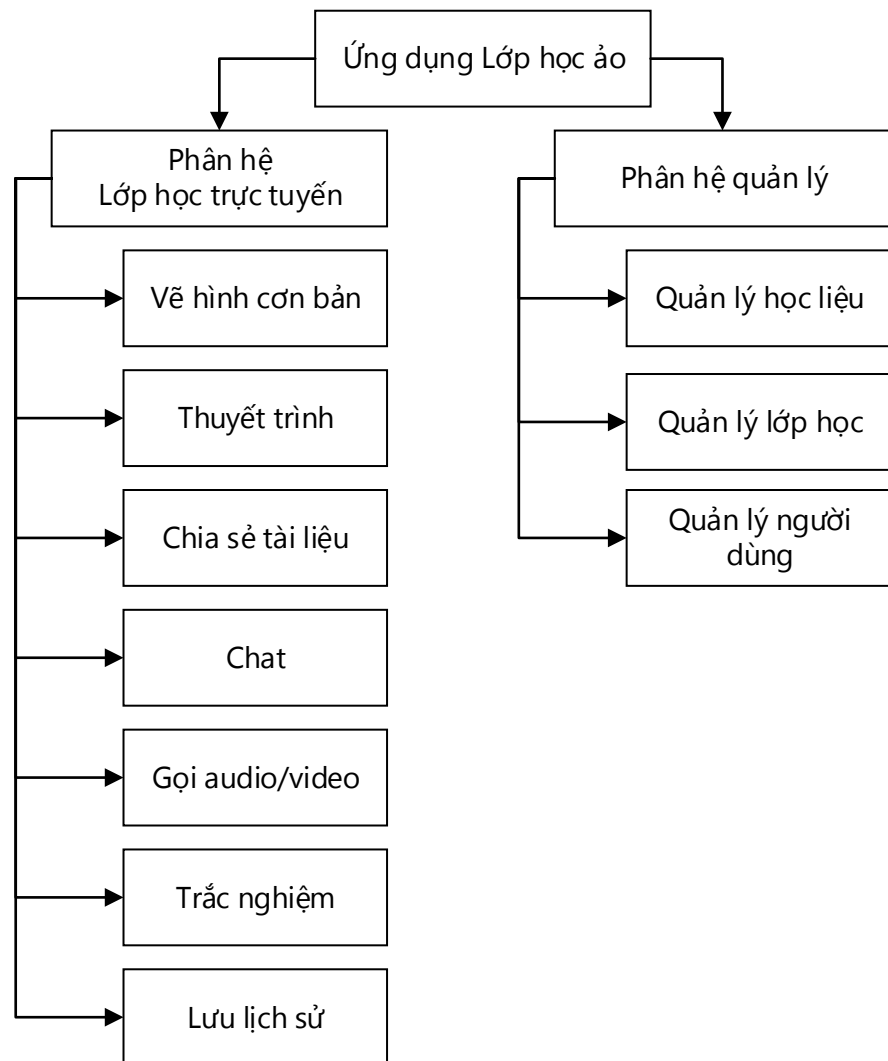 Ứng dụng Lớp học ảo
Phân hệ
Lớp học trực tuyến
Vẽ hình cơn bản
Thuyết trình
Chia sẻ tài liệu
Chat
Gọi audio/video
Trắc nghiệm
Lưu lịch sử
Phân hệ quản lý
Quản lý học liệu
Quản lý lớp học
Quản lý người
dùng